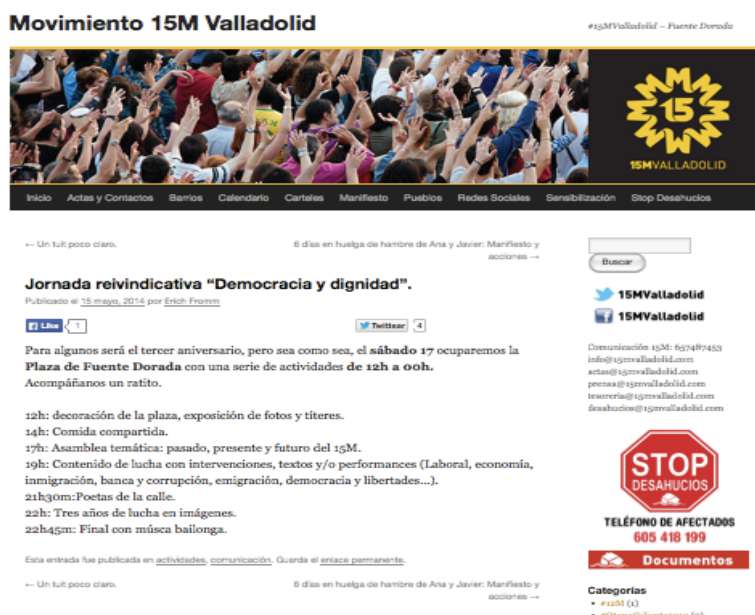 Movimiento 15M Valladolid
#15MValladolid – Fuente Dorada
15
15MVALLADOLID
Inicio Actas y Contactos Barrios Calendario Carteles Manifiesto Pueblos Redes Sociales Sensibilización Stop Desahucios
← Un tuit poco claro.
6 días en huelga de hambre de Ana y Javier: Manifiesto y
acciones →
Jornada reivindicativa “Democracia y dignidad”.
Publicado el 15 mayo, 2014 por Erich Fromm
Like 1
Twittear 4
Para algunos será el tercer aniversario, pero sea como sea, el sábado 17 ocuparemos la
Plaza de Fuente Dorada con una serie de actividades de 12h a 00h.
Acompáñanos un ratito.
12h: decoración de la plaza, exposición de fotos y títeres.
14h: Comida compartida.
17h: Asamblea temática: pasado, presente y futuro del 15M.
19h: Contenido de lucha con intervenciones, textos y/o performances (Laboral, economía,
inmigración, banca y corrupción, emigración, democracia y libertades...).
21h30m:Poetas de la calle.
22h: Tres años de lucha en imágenes.
22h45m: Final con músca bailonga.
Esta entrada fue publicada en actividades, comunicación. Guarda el enlace permanente.
← Un tuit poco claro.
6 días en huelga de hambre de Ana y Javier: Manifiesto y
acciones →
Buscar
15MValladolid
15MValladolid
Comunicación 15M: 657487453
info@15mvalladolid.com
actas@15mvalladolid.com
prensa@15mvalladolid.com
tesoreria@15mvalladolid.com
desahucios@15mvalladolid.com
STOP
DESAHUCIOS
TELÉFONO DE AFECTADOS
605 418 199
Documentos
Categorías
#12M (1)